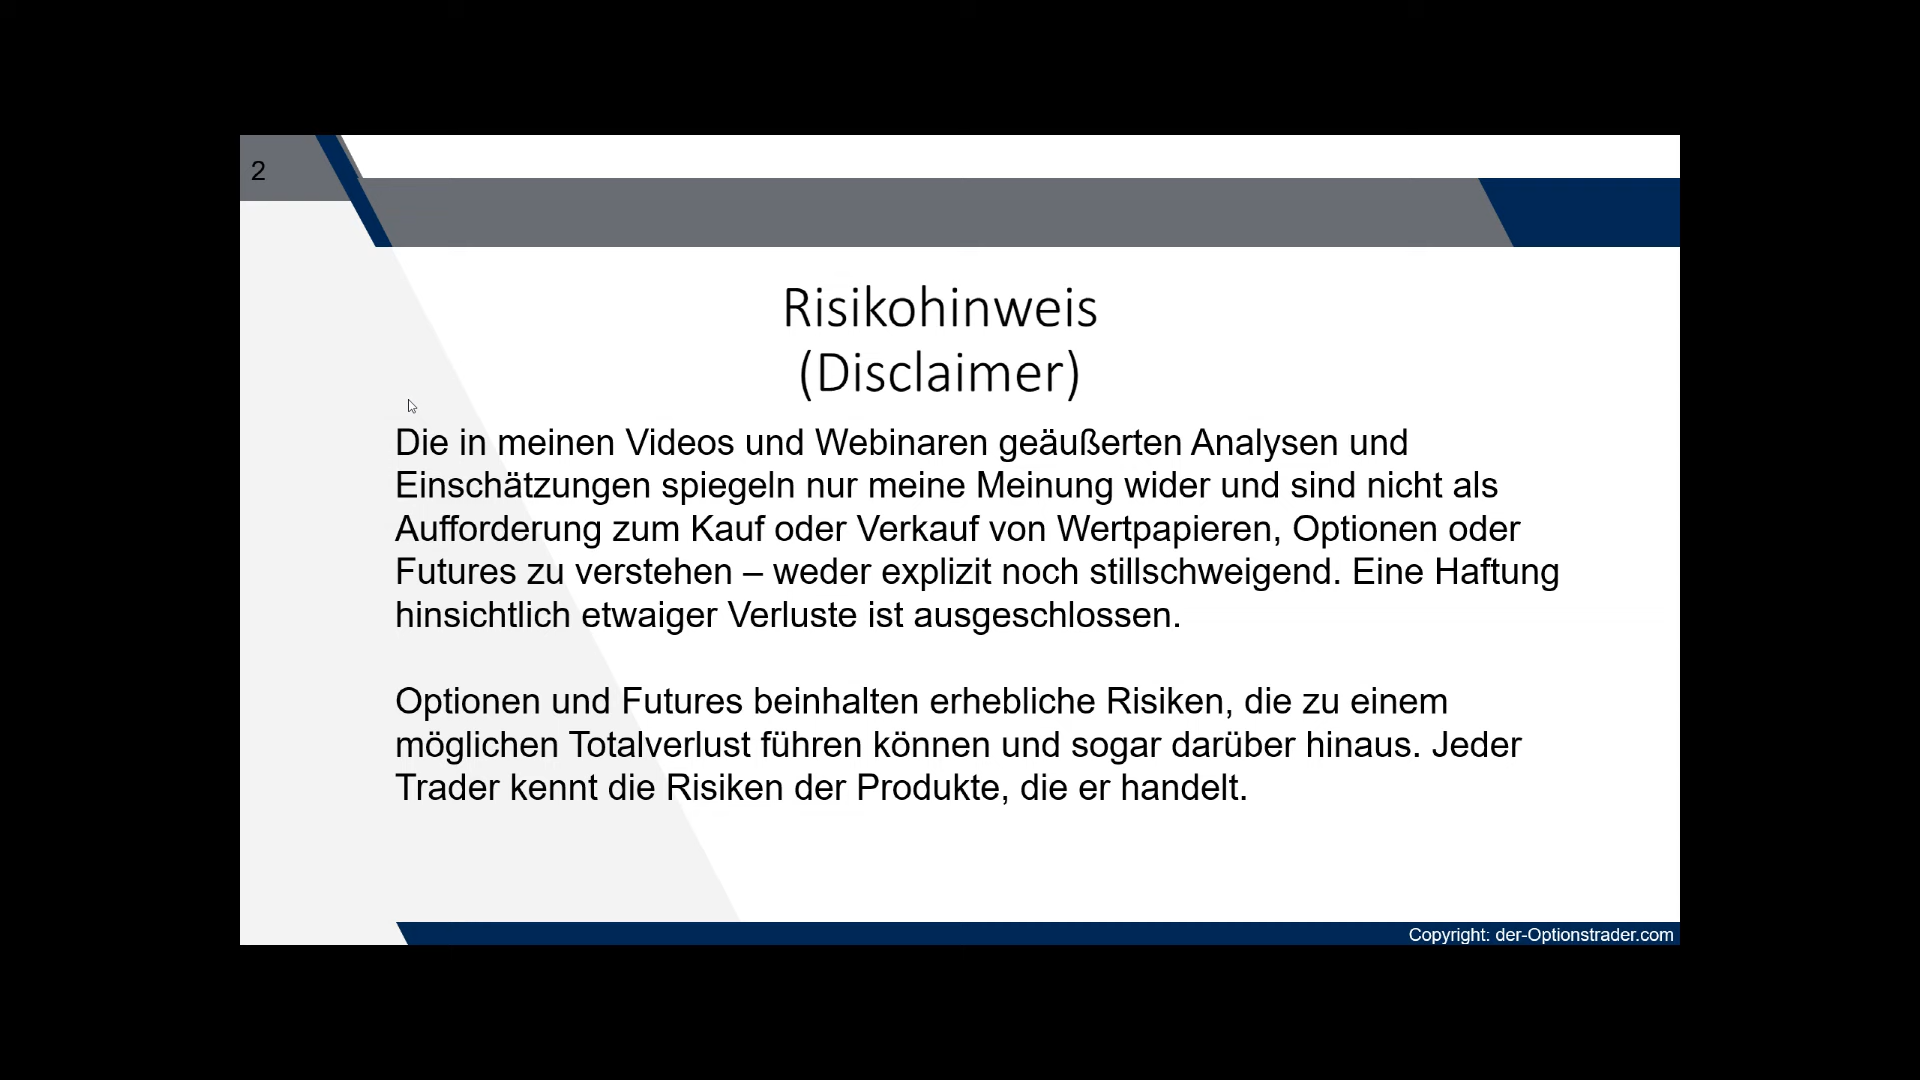 2
Risikohinweis
(Disclaimer)
Die in meinen Videos und Webinaren geäußerten Analysen und
Einschätzungen spiegeln nur meine Meinung wider und sind nicht als
Aufforderung zum Kauf oder Verkauf von Wertpapieren, Optionen oder
Futures zu verstehen – weder explizit noch stillschweigend. Eine Haftung
hinsichtlich etwaiger Verluste ist ausgeschlossen.
Optionen und Futures beinhalten erhebliche Risiken, die zu einem
möglichen Totalverlust führen können und sogar darüber hinaus. Jeder
Trader kennt die Risiken der Produkte, die er handelt.
Copyright: der-Optionstrader.com